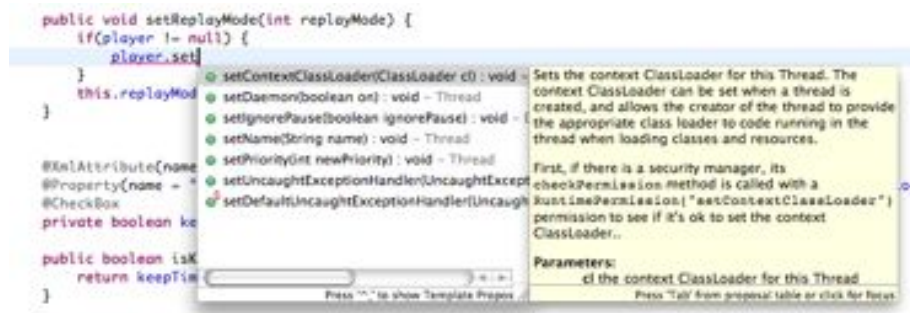 public void setReplayMode(int replayMode) {
if(player != null) {
player.set
}
this.replayMod
}
@XmlAttribute(name
@Property(name = "
@CheckBox
private boolean ke
public boolean isK
return keepTim
}
setContextClassLoader(ClassLoader cl) : void –
setDaemon(boolean on) : void – Thread
setIgnorePause(boolean ignorePause) : void –
setName(String name) : void – Thread
setPriority(int newPriority) : void – Thread
setUncaughtExceptionHandler(UncaughtExcept
setDefaultUncaughtExceptionHandler(Uncaugh
Press '^.' to show Template Propos
Sets the context ClassLoader for this Thread. The
context ClassLoader can be set when a thread is
created, and allows the creator of the thread to provide
the appropriate class loader to code running in the
thread when loading classes and resources.
First, if there is a security manager, its
checkPermission method is called with a
RuntimePermission("setContextClassLoader")
permission to see if it's ok to set the context
ClassLoader..
Parameters:
cl the context ClassLoader for this Thread
Press 'Tab' from proposal table or click for focus